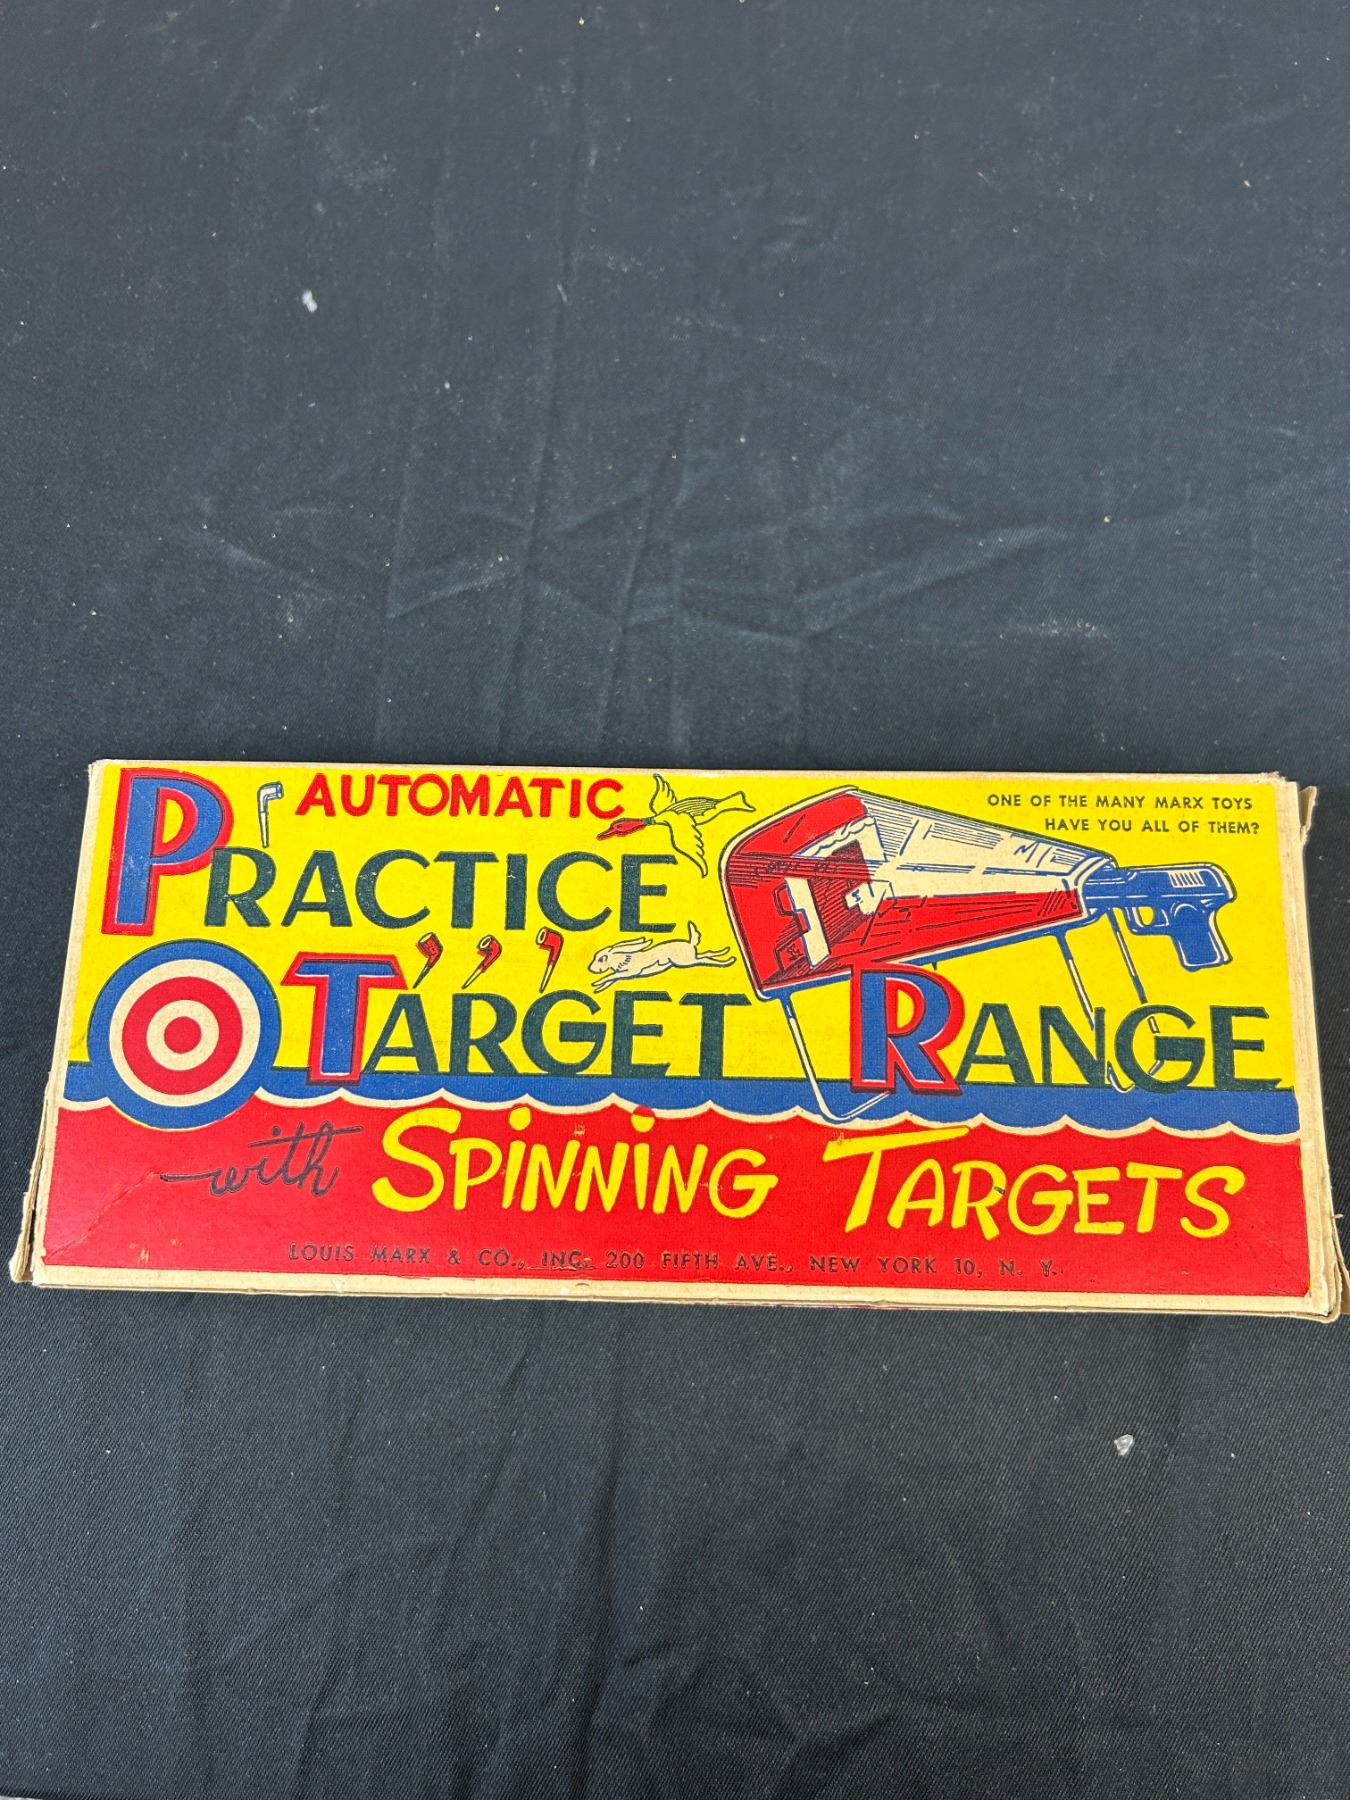 AUTOMATIC
PRACTICE
TARGET RANGE
ONE OF THE MANY MARX TOYS
HAVE YOU ALL OF THEM?
with SPINNING TARGETS
LOUIS MARX & CO., INC. 200 FIFTH AVE., NEW YORK 10, N. Y.